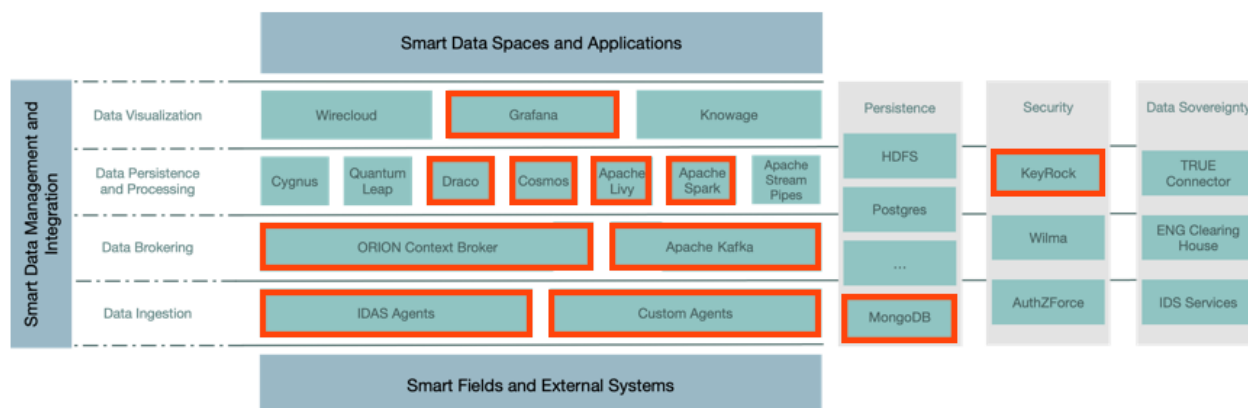 Smart Data Spaces and Applications
Smart Data Management and
Integration
Data Visualization
Wirecloud
Grafana
Knowage
Data Persistence
and Processing
Cygnus
Quantum
Leap
Draco
Cosmos
Apache
Livy
Apache
Spark
Apache
Stream
Pipes
Data Brokering
ORION Context Broker
Apache Kafka
Data Ingestion
IDAS Agents
Custom Agents
Smart Fields and External Systems
Persistence
HDFS
Postgres
...
MongoDB
Security
KeyRock
Wilma
AuthZForce
Data Sovereignty
TRUE
Connector
ENG Clearing
House
IDS Services